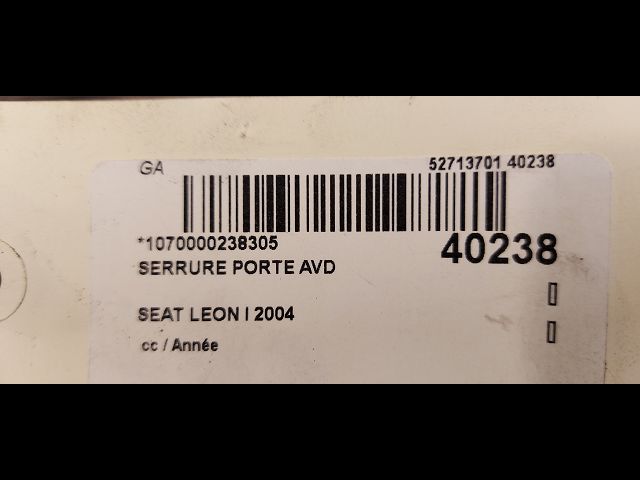 GA 52713701 40238
*1070000238305 40238
SERRURE PORTE AVD
SEAT LEON I 2004
cc / Année